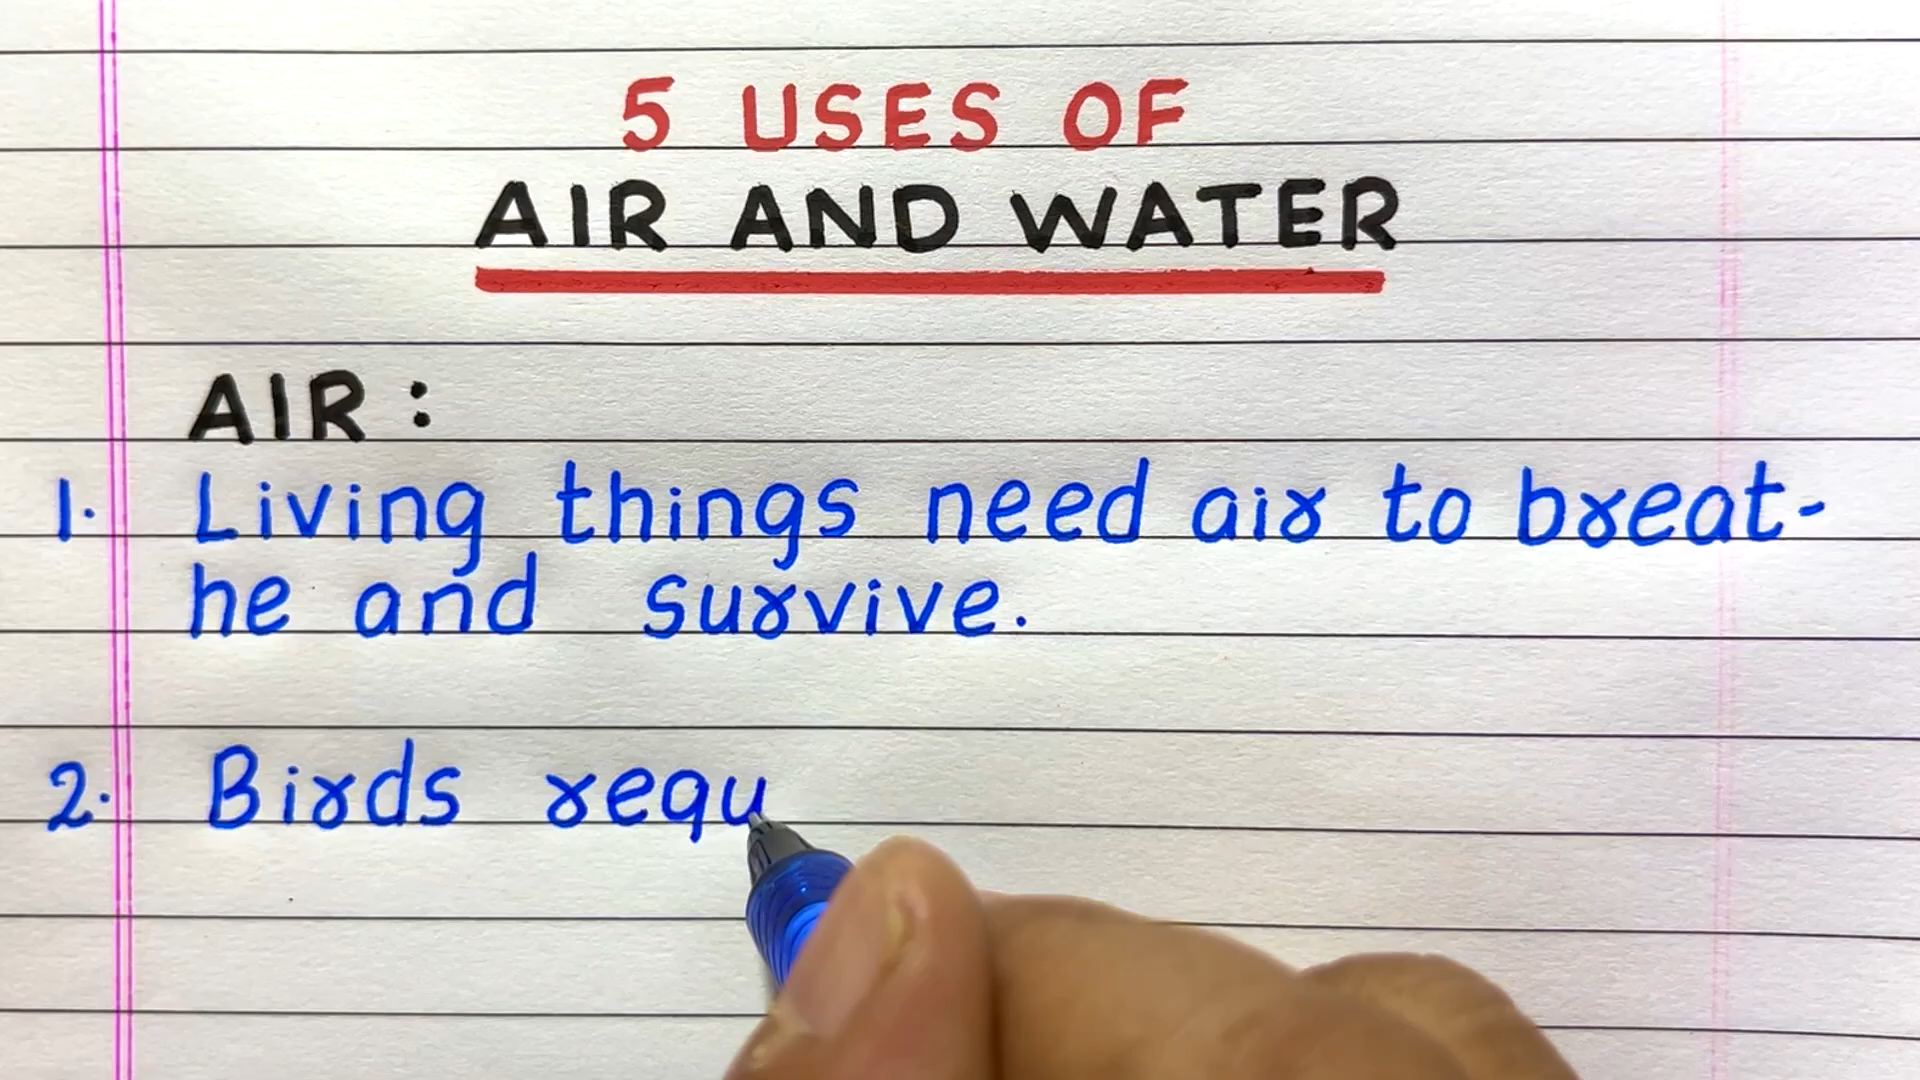 5 USES OF
AIR AND WATER
AIR :
1. Living things need air to breat-
he and survive.
2. Birds requ